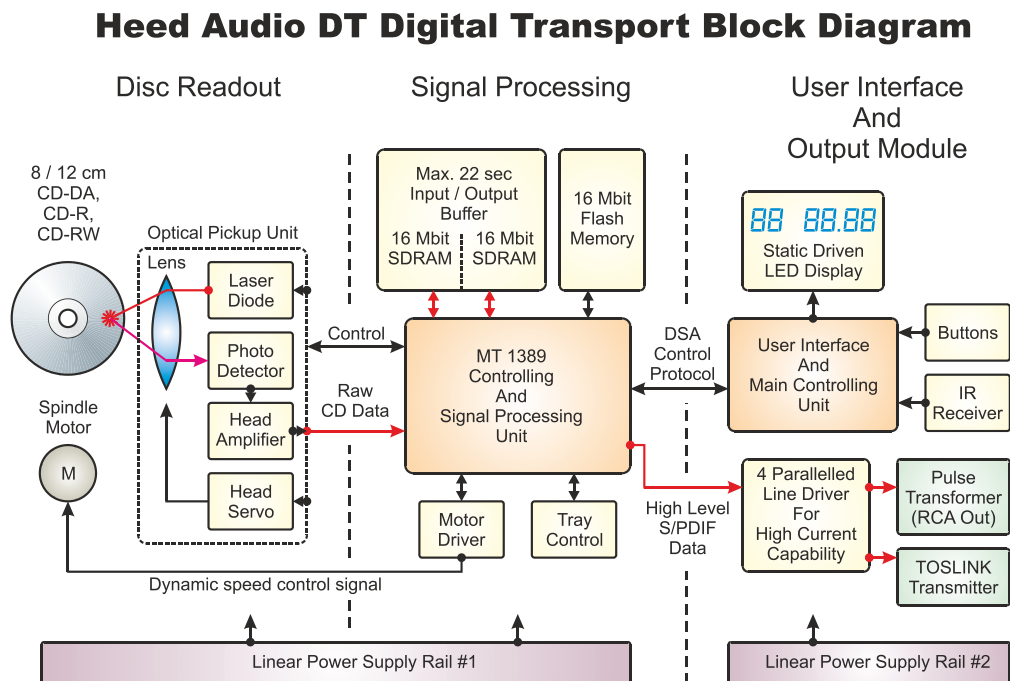 Heed Audio DT Digital Transport Block Diagram
Disc Readout
Signal Processing
User Interface
And
Output Module
8 / 12 cm
CD-DA,
CD-R,
CD-RW
Optical Pickup Unit
Lens
Laser
Diode
Photo
Detector
Head
Amplifier
Head
Servo
Spindle
Motor
M
Dynamic speed control signal
Control
Raw
CD Data
Max. 22 sec
Input / Output
Buffer
16 Mbit
SDRAM
16 Mbit
SDRAM
16 Mbit
Flash
Memory
MT 1389
Controlling
And
Signal Processing
Unit
Motor
Driver
Tray
Control
DSA
Control
Protocol
High Level
S/PDIF
Data
88 88.88
Static Driven
LED Display
User Interface
And
Main Controlling
Unit
Buttons
IR
Receiver
4 Parallelled
Line Driver
For
High Current
Capability
Pulse
Transformer
(RCA Out)
TOSLINK
Transmitter
Linear Power Supply Rail #1
Linear Power Supply Rail #2